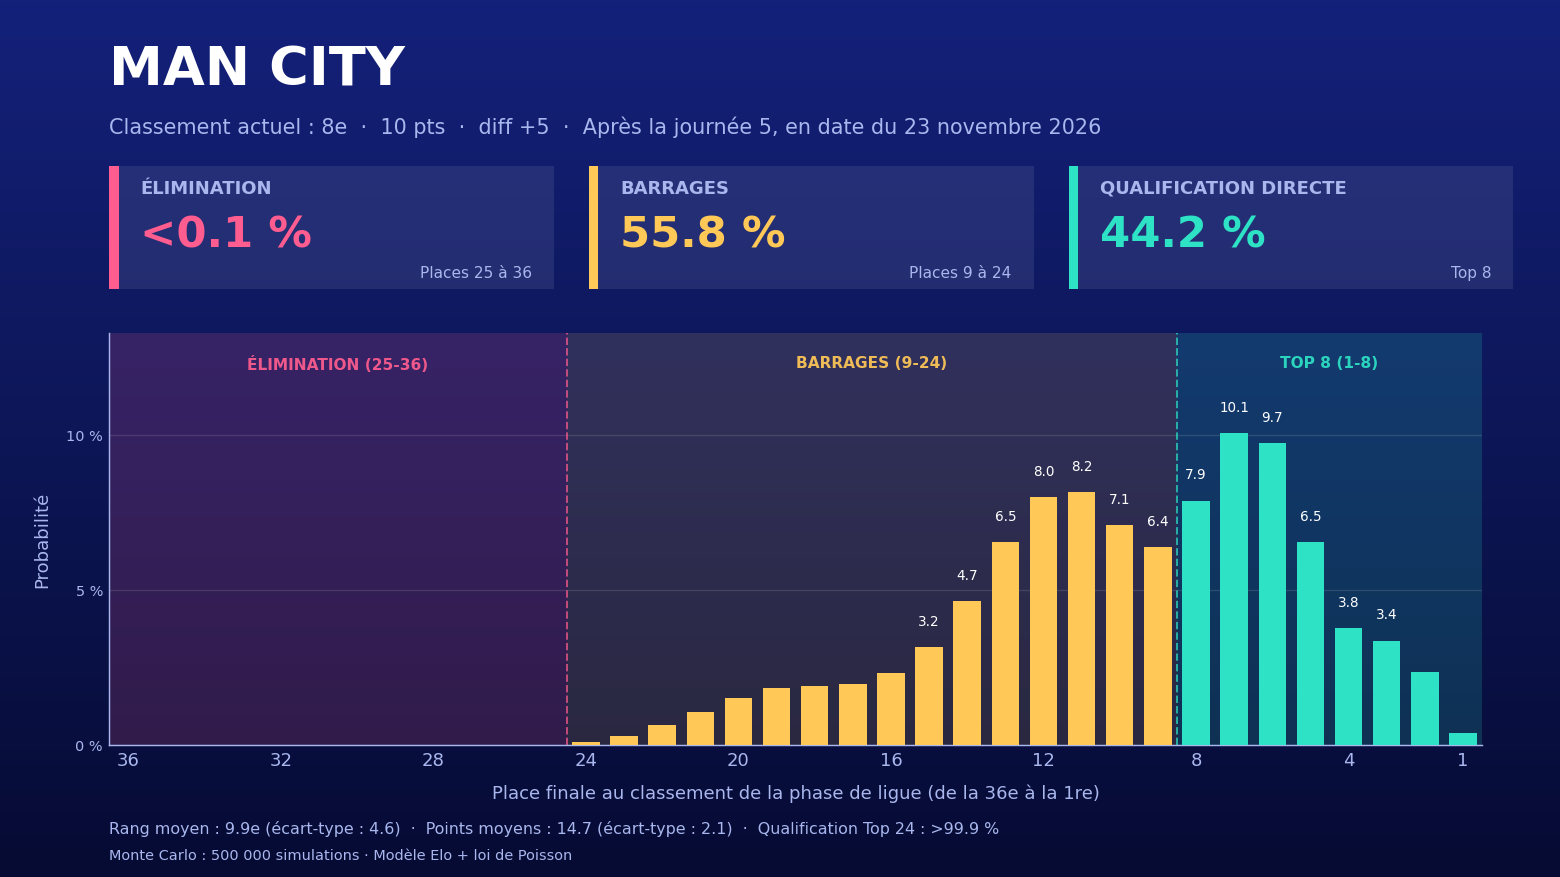 MAN CITY
Classement actuel : 8e · 10 pts · diff +5 · Après la journée 5, en date du 23 novembre 2026
ÉLIMINATION
<0.1 %
Places 25 à 36
BARRAGES
55.8 %
Places 9 à 24
QUALIFICATION DIRECTE
44.2 %
Top 8
ÉLIMINATION (25-36)
BARRAGES (9-24)
TOP 8 (1-8)
Probabilité
10 %
5 %
0 %
3.2
4.7
6.5
8.0
8.2
7.1
6.4
7.9
10.1
9.7
6.5
3.8
3.4
36 32 28 24 20 16 12 8 4 1
Place finale au classement de la phase de ligue (de la 36e à la 1re)
Rang moyen : 9.9e (écart-type : 4.6) · Points moyens : 14.7 (écart-type : 2.1) · Qualification Top 24 : >99.9 %
Monte Carlo : 500 000 simulations · Modèle Elo + loi de Poisson